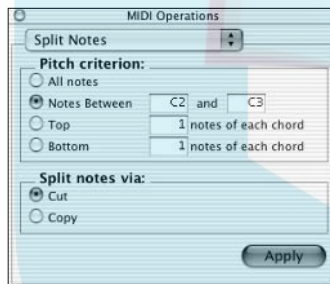 MIDI Operations
Split Notes
Pitch criterion:
All notes
Notes Between C2 and C3
Top 1 notes of each chord
Bottom 1 notes of each chord
Split notes via:
Cut
Copy
Apply